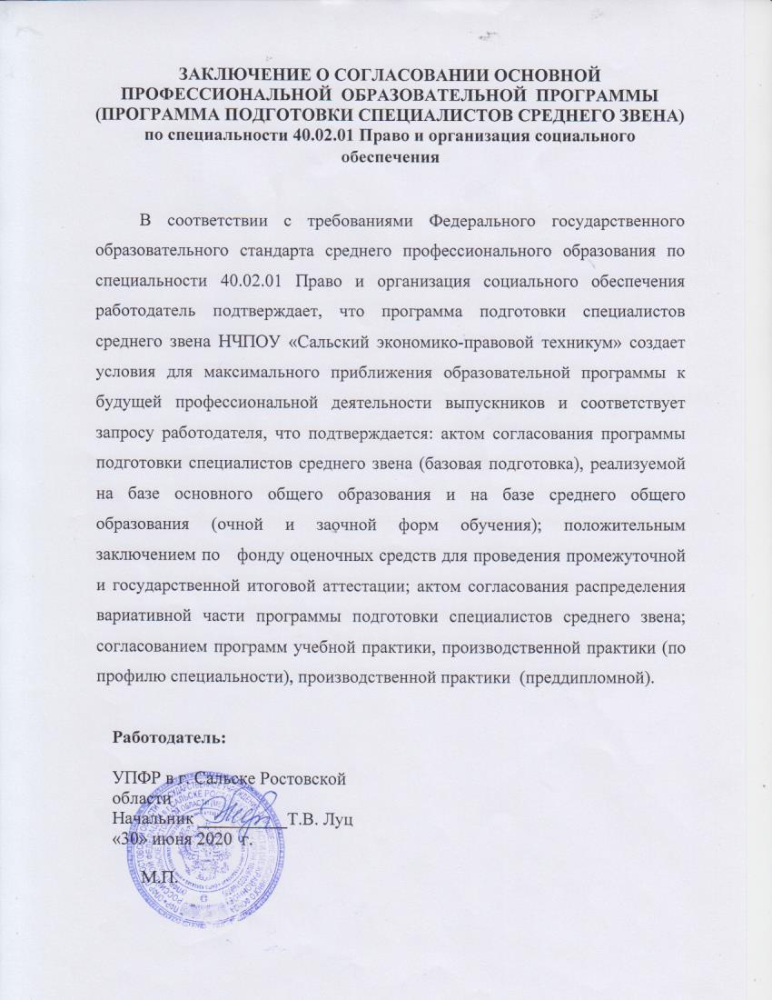 ЗАКЛЮЧЕНИЕ О СОГЛАСОВАНИИ ОСНОВНОЙ
ПРОФЕССИОНАЛЬНОЙ ОБРАЗОВАТЕЛЬНОЙ ПРОГРАММЫ
(ПРОГРАММА ПОДГОТОВКИ СПЕЦИАЛИСТОВ СРЕДНЕГО ЗВЕНА)
по специальности 40.02.01 Право и организация социального
обеспечения
В соответствии с требованиями Федерального государственного
образовательного стандарта среднего профессионального образования по
специальности 40.02.01 Право и организация социального обеспечения
работодатель подтверждает, что программа подготовки специалистов
среднего звена НЧПОУ «Сальский экономико-правовой техникум» создает
условия для максимального приближения образовательной программы к
будущей профессиональной деятельности выпускников и соответствует
запросу работодателя, что подтверждается: актом согласования программы
подготовки специалистов среднего звена (базовая подготовка), реализуемой
на базе основного общего образования и на базе среднего общего
образования (очной и заочной форм обучения); положительным
заключением по фонду оценочных средств для проведения промежуточной
и государственной итоговой аттестации; актом согласования распределения
вариативной части программы подготовки специалистов среднего звена;
согласованием программ учебной практики, производственной практики (по
профилю специальности), производственной практики (преддипломной).
Работодатель:
УПФР в г. Сальске Ростовской
области
Начальник __________Т.В. Луц
«30» июня 2020 г.
М.П.